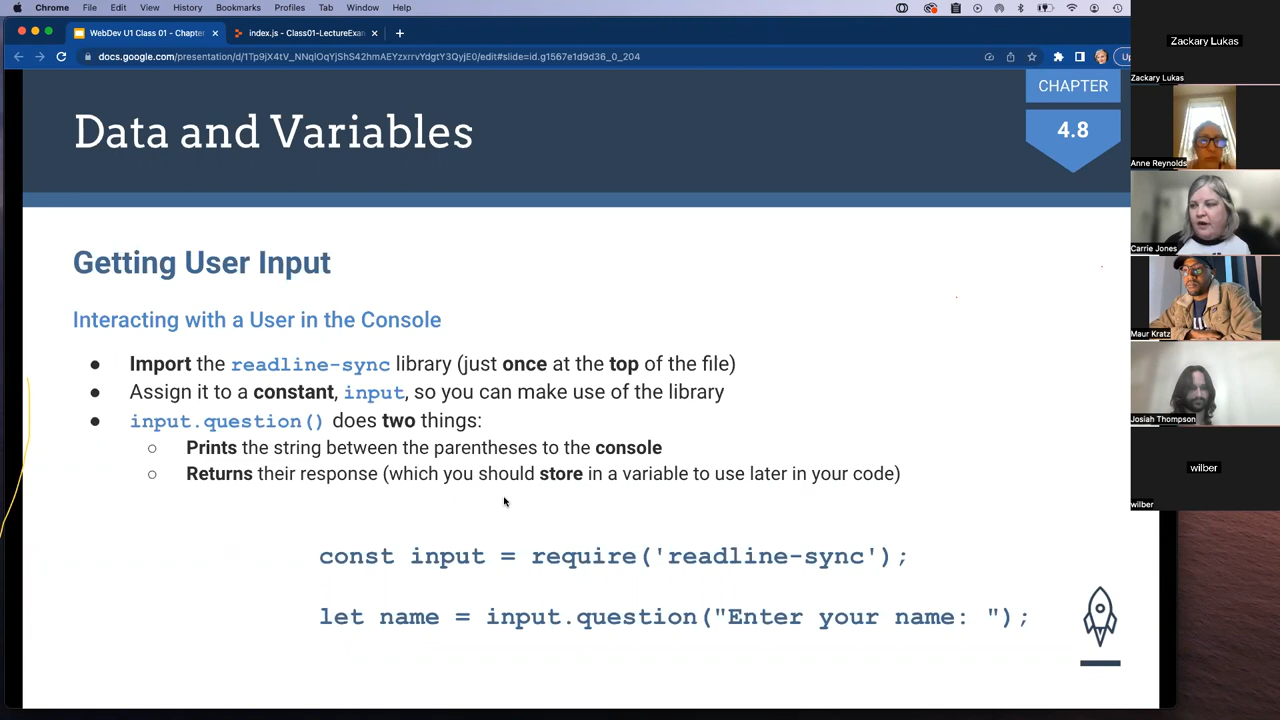 Chrome File Edit View History Bookmarks Profiles Tab Window Help
WebDev U1 Class 01 - Chapter
index.js - Class01-LectureExan
docs.google.com/presentation/d/1Tp9jX4tV_NNqIOqYjShS42hmAEYzxrrvYdgtY3QyjE0/edit#slide=id.g1567e1d9d36_0_204
Data and Variables
CHAPTER
4.8
Getting User Input
Interacting with a User in the Console
● Import the readline-sync library (just once at the top of the file)
● Assign it to a constant, input, so you can make use of the library
● input.question() does two things:
○ Prints the string between the parentheses to the console
○ Returns their response (which you should store in a variable to use later in your code)
const input = require('readline-sync');
let name = input.question("Enter your name: ");
Zackary Lukas
Zackary Lukas
Anne Reynolds
Carrie Jones
Maur Kratz
Josiah Thompson
wilber
wilber